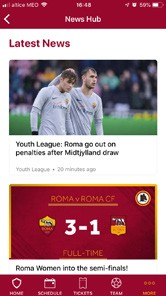 altice MEO
16:48
59%
News Hub
Latest News
Youth League: Roma go out on
penalties after Midtjylland draw
Youth League • 20 minutes ago
ROMA v ROMA CF
3-1
FULL-TIME
Roma Women into the semi-finals!
HOME
SCHEDULE
TICKETS
TEAM
MORE